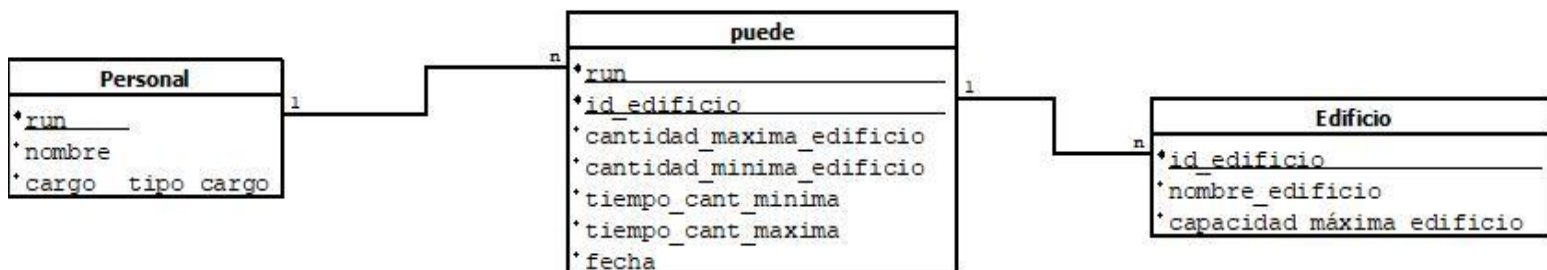 Personal
run
nombre
cargo tipo cargo
1
n
puede
run
id_edificio
cantidad_maxima_edificio
cantidad_minima_edificio
tiempo_cant_minima
tiempo_cant_maxima
fecha
1
n
Edificio
id_edificio
nombre_edificio
capacidad máxima edificio